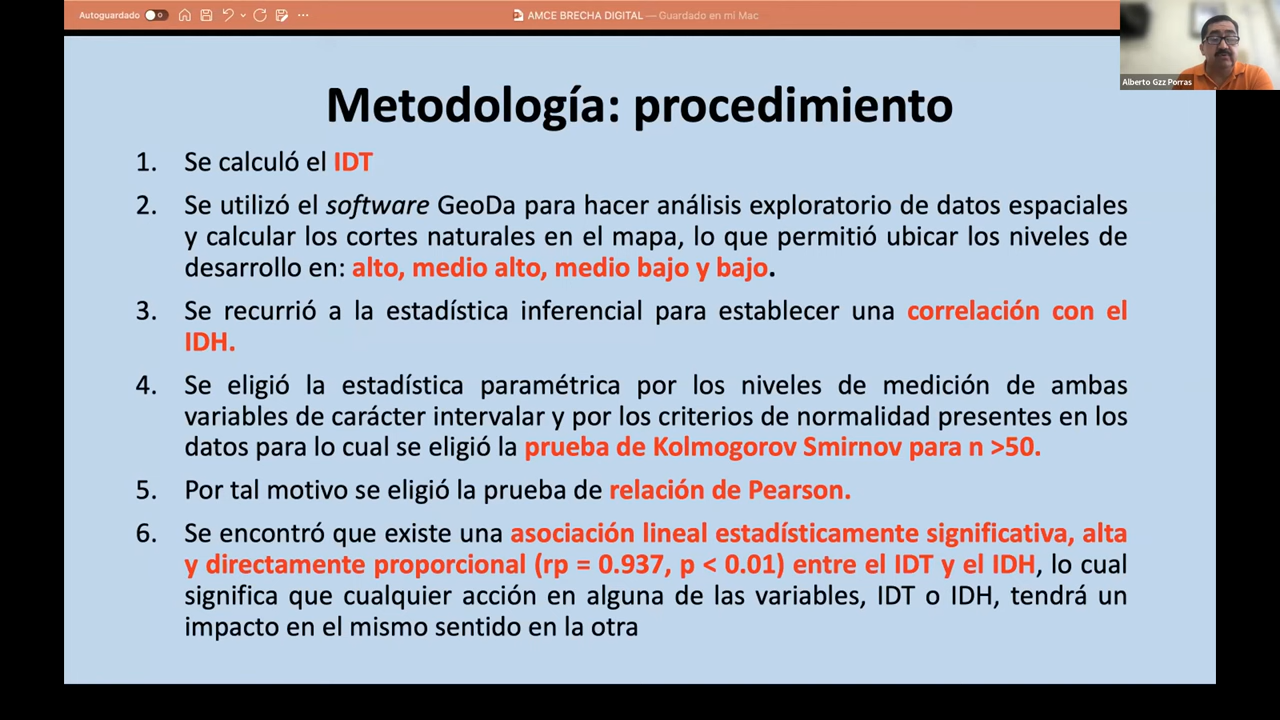 Autoguardado
AMCE BRECHA DIGITAL — Guardado en mi Mac
Alberto Gzz Porras
Metodología: procedimiento
1. Se calculó el IDT
2. Se utilizó el software GeoDa para hacer análisis exploratorio de datos espaciales
y calcular los cortes naturales en el mapa, lo que permitió ubicar los niveles de
desarrollo en: alto, medio alto, medio bajo y bajo.
3. Se recurrió a la estadística inferencial para establecer una correlación con el
IDH.
4. Se eligió la estadística paramétrica por los niveles de medición de ambas
variables de carácter intervalar y por los criterios de normalidad presentes en los
datos para lo cual se eligió la prueba de Kolmogorov Smirnov para n >50.
5. Por tal motivo se eligió la prueba de relación de Pearson.
6. Se encontró que existe una asociación lineal estadísticamente significativa, alta
y directamente proporcional (rp = 0.937, p < 0.01) entre el IDT y el IDH, lo cual
significa que cualquier acción en alguna de las variables, IDT o IDH, tendrá un
impacto en el mismo sentido en la otra